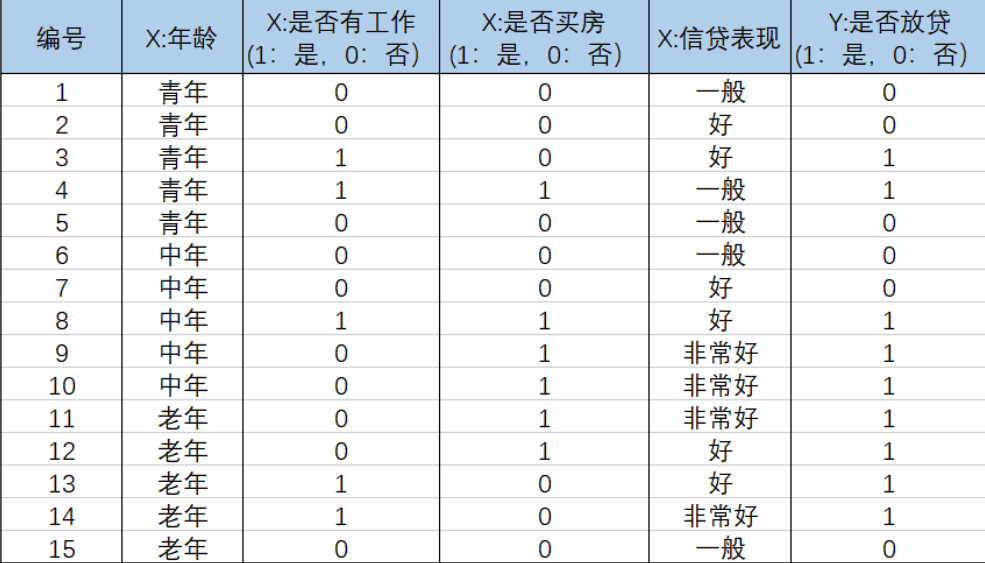 编号 X:年龄 X:是否有工作 (1：是，0：否) X:是否买房 (1：是，0：否) X:信贷表现 Y:是否放贷 (1：是，0：否)
1 青年 0 0 一般 0
2 青年 0 0 好 0
3 青年 1 0 好 1
4 青年 1 1 一般 1
5 青年 0 0 一般 0
6 中年 0 0 一般 0
7 中年 0 0 好 0
8 中年 1 1 好 1
9 中年 0 1 非常好 1
10 中年 0 1 非常好 1
11 老年 0 1 非常好 1
12 老年 0 1 好 1
13 老年 1 0 好 1
14 老年 1 0 非常好 1
15 老年 0 0 一般 0